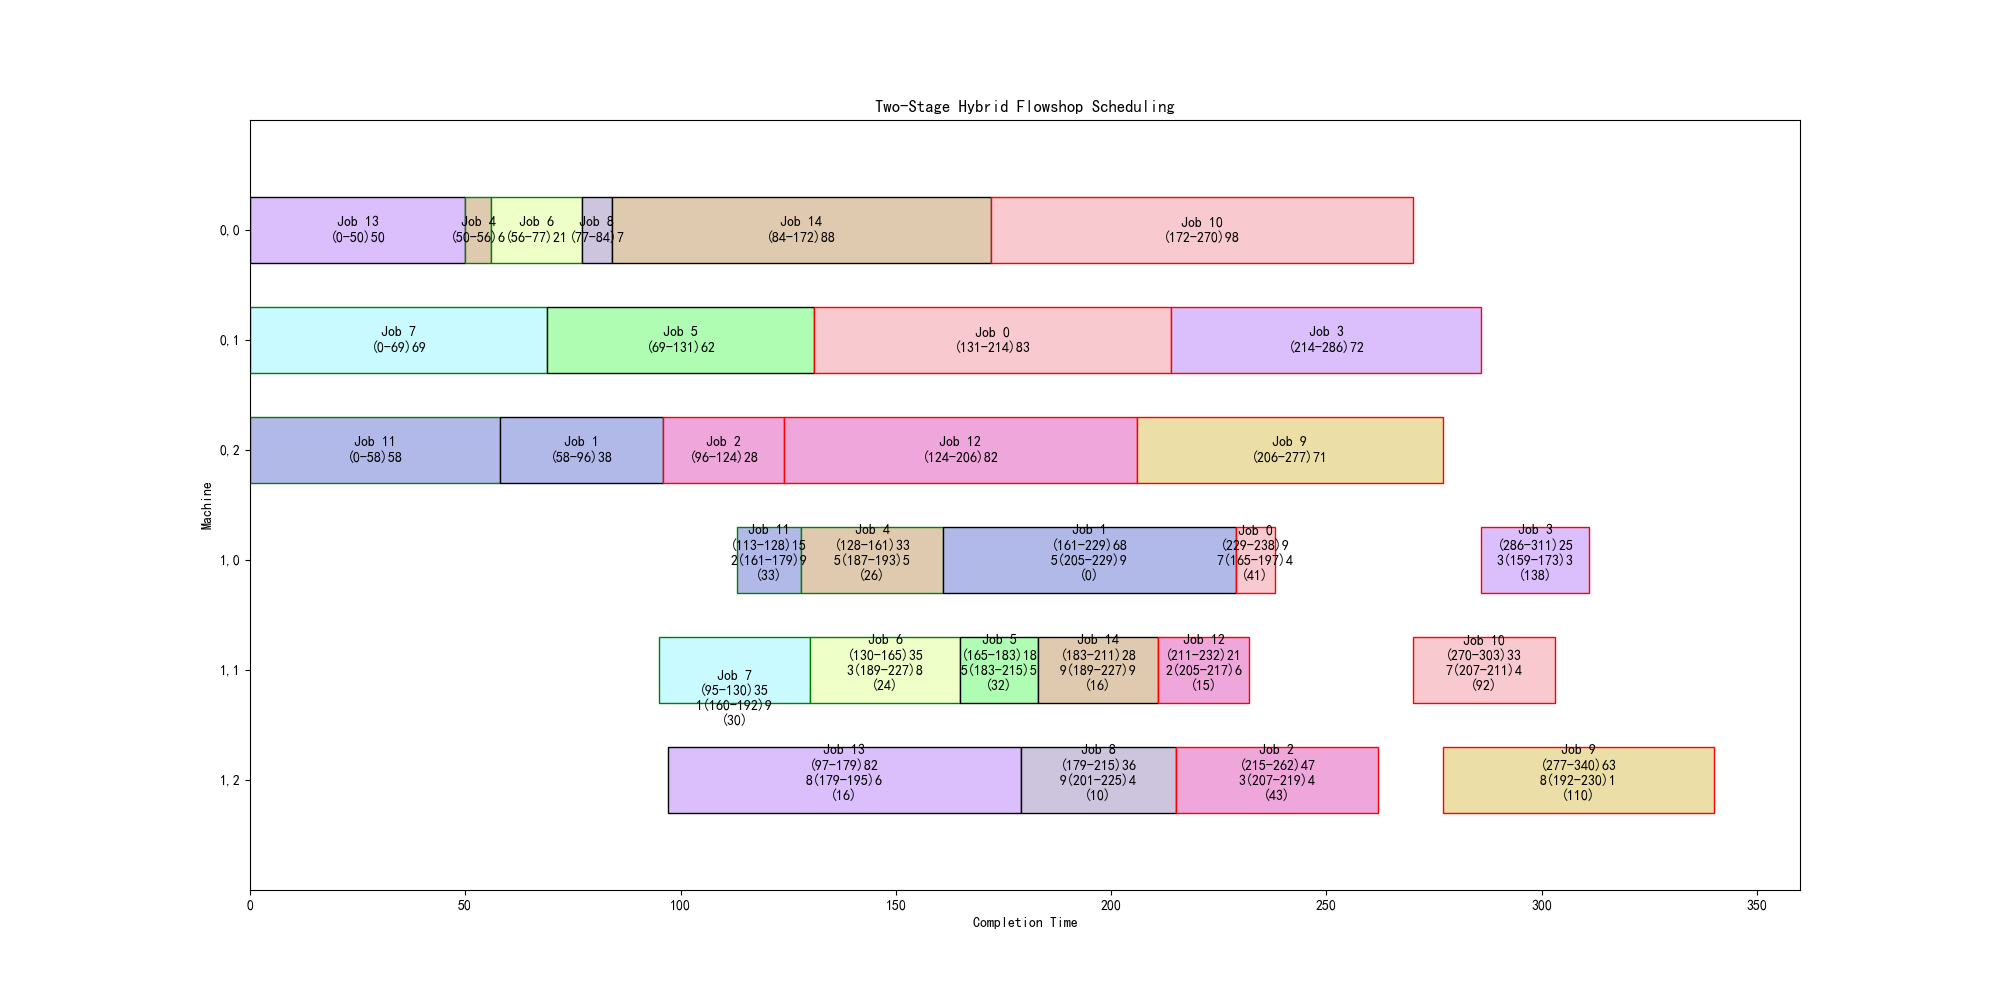 Two-Stage Hybrid Flowshop Scheduling
Machine
0,0
Job 13
(0-50)50
Job 4
(50-56)6
Job 6
(56-77)21
Job 8
(77-84)7
Job 14
(84-172)88
Job 10
(172-270)98
0,1
Job 7
(0-69)69
Job 5
(69-131)62
Job 0
(131-214)83
Job 3
(214-286)72
0,2
Job 11
(0-58)58
Job 1
(58-96)38
Job 2
(96-124)28
Job 12
(124-206)82
Job 9
(206-277)71
1,0
Job 11
(113-128)15
2(161-179)9
(33)
Job 4
(128-161)33
5(187-193)5
(26)
Job 1
(161-229)68
5(205-229)9
(0)
Job 0
(229-238)9
7(165-197)4
(41)
Job 3
(286-311)25
3(159-173)3
(138)
1,1
Job 7
(95-130)35
1(160-192)9
(30)
Job 6
(130-165)35
3(189-227)8
(24)
Job 5
(165-183)18
5(183-215)5
(32)
Job 14
(183-211)28
9(189-227)9
(16)
Job 12
(211-232)21
2(205-217)6
(15)
Job 10
(270-303)33
7(207-211)4
(92)
1,2
Job 13
(97-179)82
8(179-195)6
(16)
Job 8
(179-215)36
9(201-225)4
(10)
Job 2
(215-262)47
3(207-219)4
(43)
Job 9
(277-340)63
8(192-230)1
(110)
0
50
100
150
200
250
300
350
Completion Time